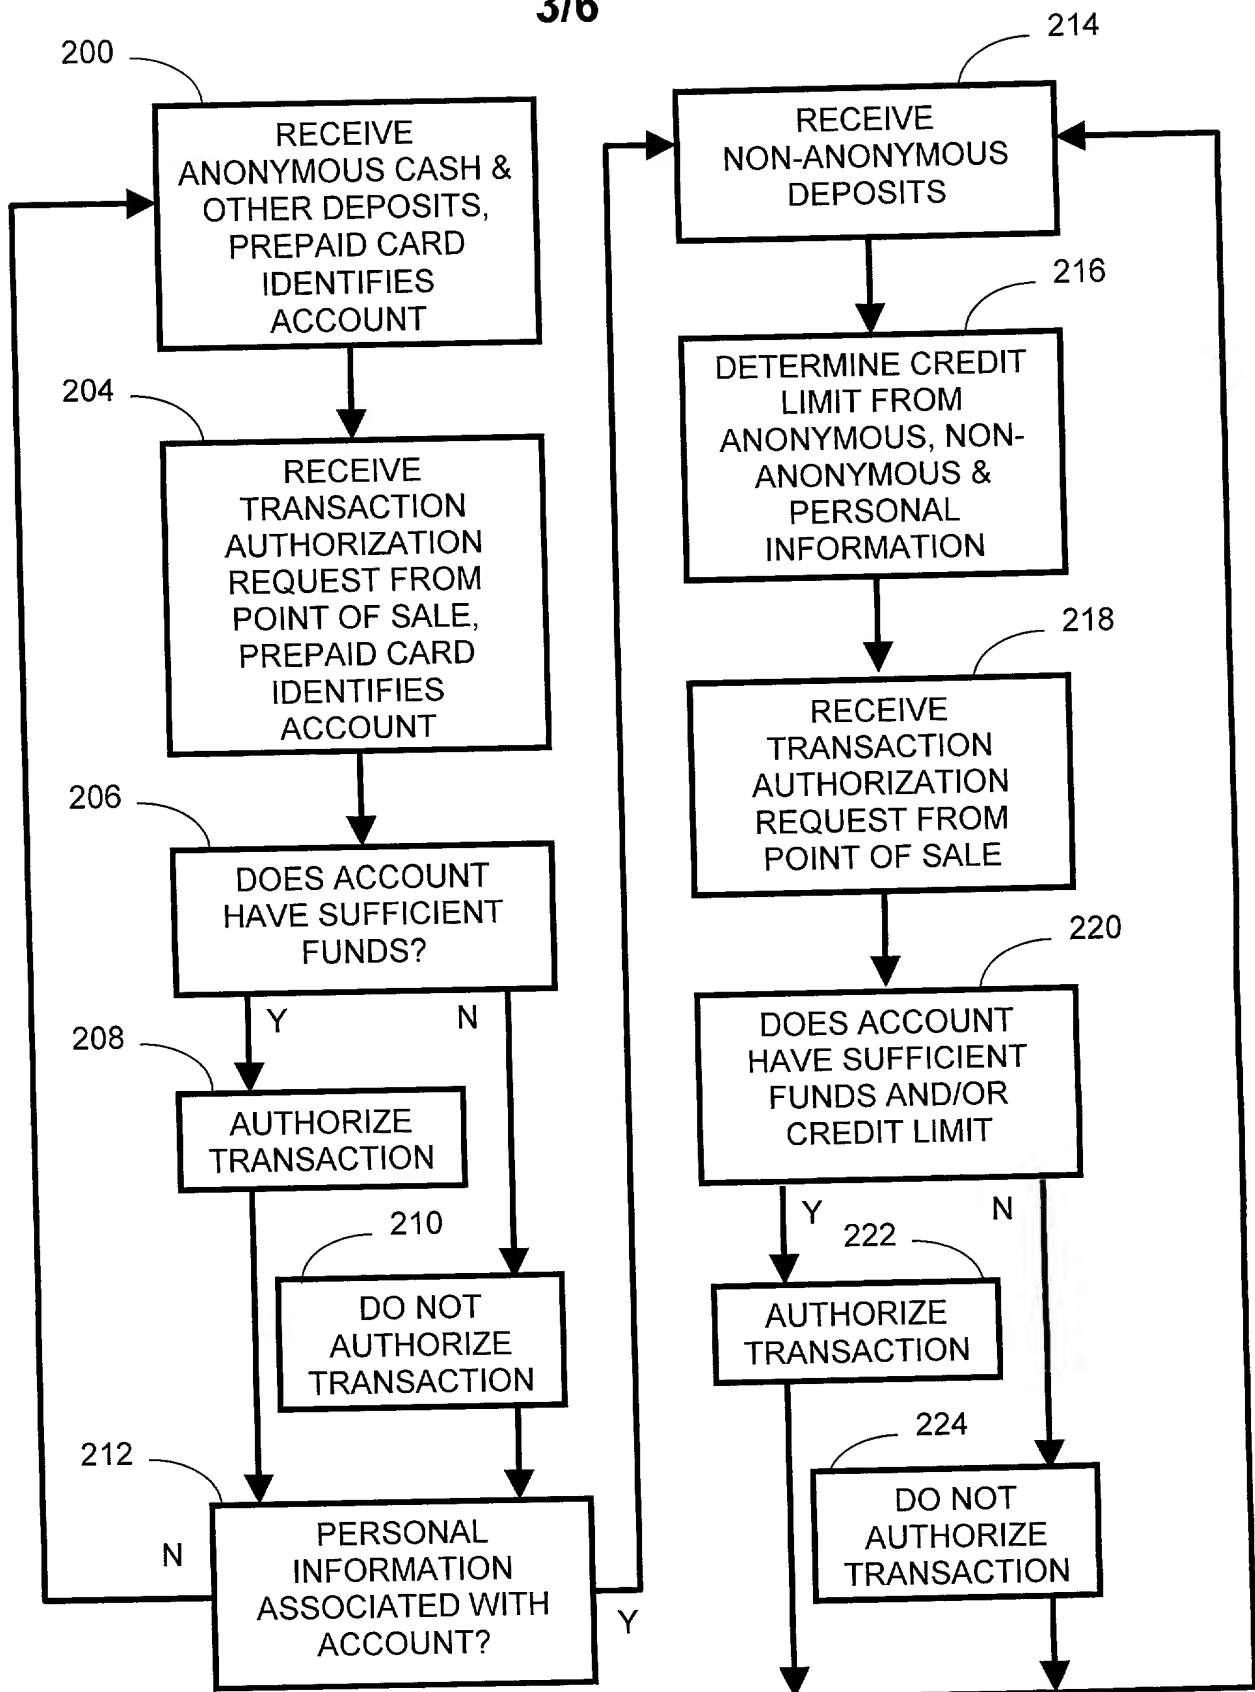 3/6
200
RECEIVE
ANONYMOUS CASH &
OTHER DEPOSITS,
PREPAID CARD
IDENTIFIES
ACCOUNT
204
RECEIVE
TRANSACTION
AUTHORIZATION
REQUEST FROM
POINT OF SALE,
PREPAID CARD
IDENTIFIES
ACCOUNT
206
DOES ACCOUNT
HAVE SUFFICIENT
FUNDS?
Y
N
208
AUTHORIZE
TRANSACTION
210
DO NOT
AUTHORIZE
TRANSACTION
212
PERSONAL
INFORMATION
ASSOCIATED WITH
ACCOUNT?
N
Y
214
RECEIVE
NON-ANONYMOUS
DEPOSITS
216
DETERMINE CREDIT
LIMIT FROM
ANONYMOUS, NON-
ANONYMOUS &
PERSONAL
INFORMATION
218
RECEIVE
TRANSACTION
AUTHORIZATION
REQUEST FROM
POINT OF SALE
220
DOES ACCOUNT
HAVE SUFFICIENT
FUNDS AND/OR
CREDIT LIMIT
Y
N
222
AUTHORIZE
TRANSACTION
224
DO NOT
AUTHORIZE
TRANSACTION